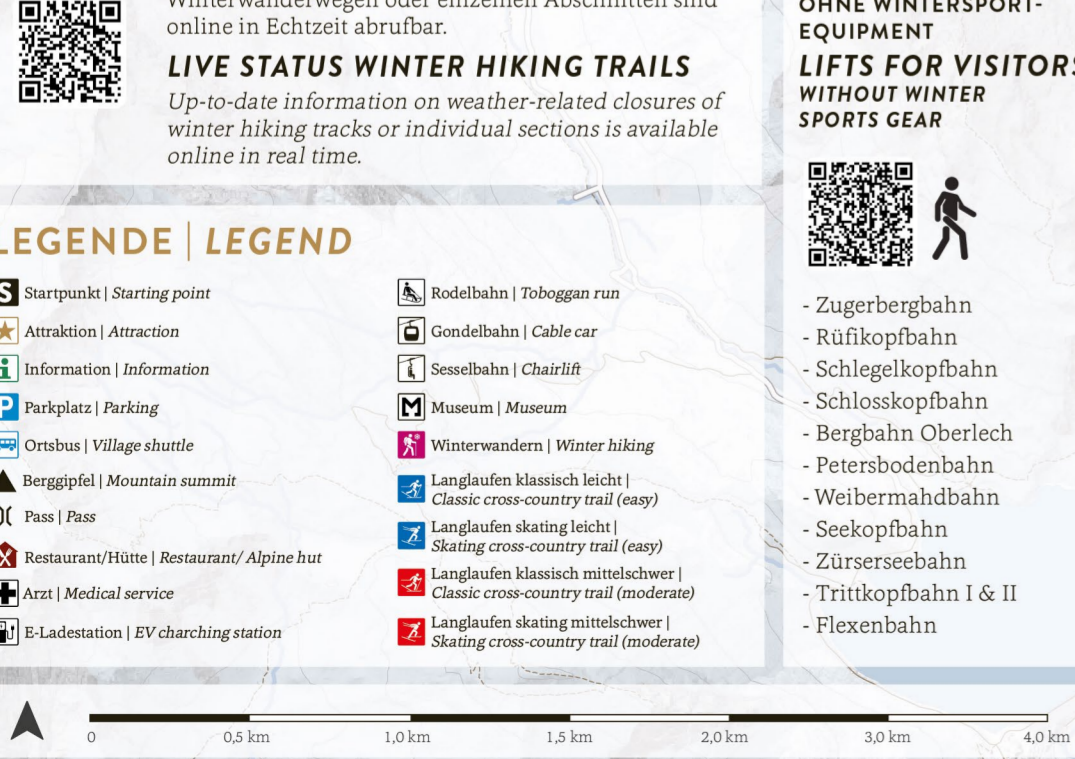 Winterwanderwegen oder einzelnen Abschnitten sind
online in Echtzeit abrufbar.
LIVE STATUS WINTER HIKING TRAILS
Up-to-date information on weather-related closures of
winter hiking tracks or individual sections is available
online in real time.
OHNE WINTERSPORT-
EQUIPMENT
LIFTS FOR VISITORS
WITHOUT WINTER
SPORTS GEAR
- Zugerbergbahn
- Rüfikopfbahn
- Schlegelkopfbahn
- Schlosskopfbahn
- Bergbahn Oberlech
- Petersbodenbahn
- Weibermahdbahn
- Seekopfbahn
- Zürserseebahn
- Trittkopfbahn I & II
- Flexenbahn
LEGENDE | LEGEND
S Startpunkt | Starting point
Attraktion | Attraction
i Information | Information
P Parkplatz | Parking
Ortsbus | Village shuttle
Berggipfel | Mountain summit
Pass | Pass
Restaurant/Hütte | Restaurant/ Alpine hut
Arzt | Medical service
E-Ladestation | EV charching station
Rodelbahn | Toboggan run
Gondelbahn | Cable car
Sesselbahn | Chairlift
M Museum | Museum
Winterwandern | Winter hiking
Langlaufen klassisch leicht |
Classic cross-country trail (easy)
Langlaufen skating leicht |
Skating cross-country trail (easy)
Langlaufen klassisch mittelschwer |
Classic cross-country trail (moderate)
Langlaufen skating mittelschwer |
Skating cross-country trail (moderate)
0 0,5 km 1,0 km 1,5 km 2,0 km 3,0 km 4,0 km